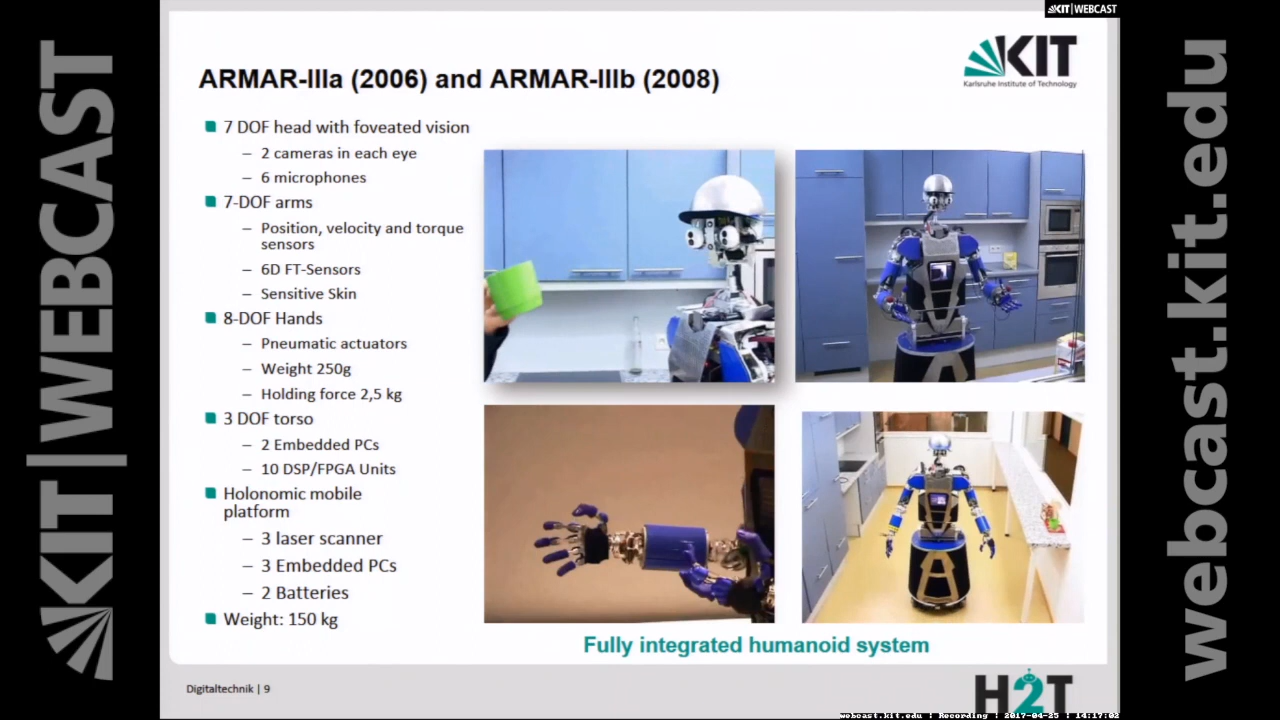 KIT | WEBCAST
KIT
Karlsruhe Institute of Technology
ARMAR-IIIa (2006) and ARMAR-IIIb (2008)
7 DOF head with foveated vision
– 2 cameras in each eye
– 6 microphones
7-DOF arms
– Position, velocity and torque
sensors
– 6D FT-Sensors
– Sensitive Skin
8-DOF Hands
– Pneumatic actuators
– Weight 250g
– Holding force 2,5 kg
3 DOF torso
– 2 Embedded PCs
– 10 DSP/FPGA Units
Holonomic mobile
platform
– 3 laser scanner
– 3 Embedded PCs
– 2 Batteries
Weight: 150 kg
Fully integrated humanoid system
Digitaltechnik | 9
H2T
webcast.kit.edu | Recording : 2017-04-25 : 14:17:02
KIT | WEBCAST
webcast.kit.edu